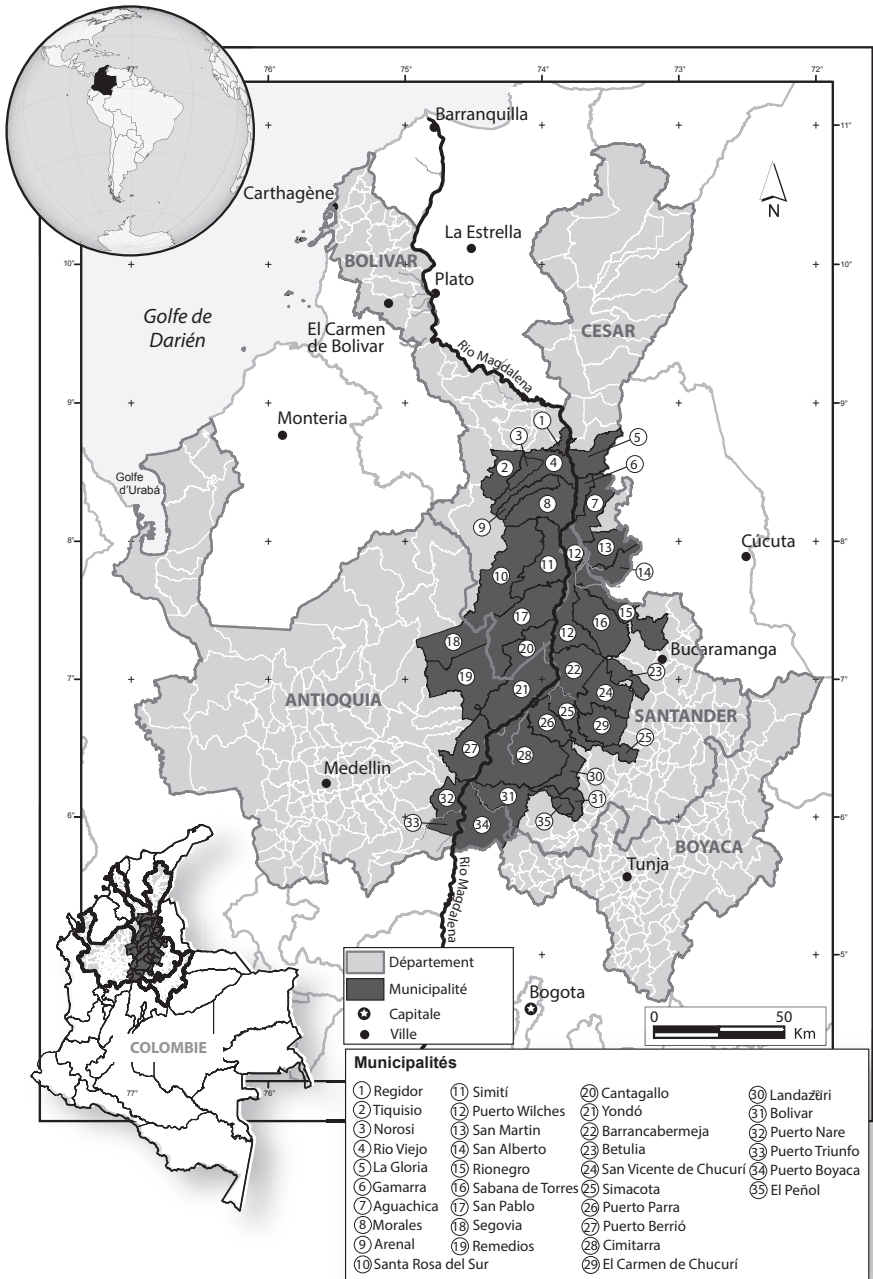 76°
75°
74°
73°
72°
Barranquilla
11°
Carthagène
N
La Estrella
BOLIVAR
10°
10°
Plato
Golfe de
Darién
El Carmen
de Bolivar
CESAR
Rio Magdalena
9°
9°
1
Monteria
3
5
2
4
6
Golfe
d'Urabá
8
7
9
8°
8°
Cúcuta
12
13
11
10
14
17
16
15
18
12
20
Bucaramanga
22
23
7°
7°
19
21
24
ANTIOQUIA
25
SANTANDER
26
29
25
27
28
Medellin
30
32
31
31
6°
6°
33
34
35
BOYACA
Tunja
Rio Magdalena
5°
Département
Municipalité
Capitale
Ville
Bogota
0 50
Km
COLOMBIE
77°
76°
72°
Municipalités
1 Regidor
2 Tiquisio
3 Norosi
4 Rio Viejo
5 La Gloria
6 Gamarra
7 Aguachica
8 Morales
9 Arenal
10 Santa Rosa del Sur
11 Simití
12 Puerto Wilches
13 San Martin
14 San Alberto
15 Rionegro
16 Sabana de Torres
17 San Pablo
18 Segovia
19 Remedios
20 Cantagallo
21 Yondó
22 Barrancabermeja
23 Betulia
24 San Vicente de Chucurí
25 Simacota
26 Puerto Parra
27 Puerto Berrió
28 Cimitarra
29 El Carmen de Chucurí
30 Landazuri
31 Bolivar
32 Puerto Nare
33 Puerto Triunfo
34 Puerto Boyaca
35 El Peñol